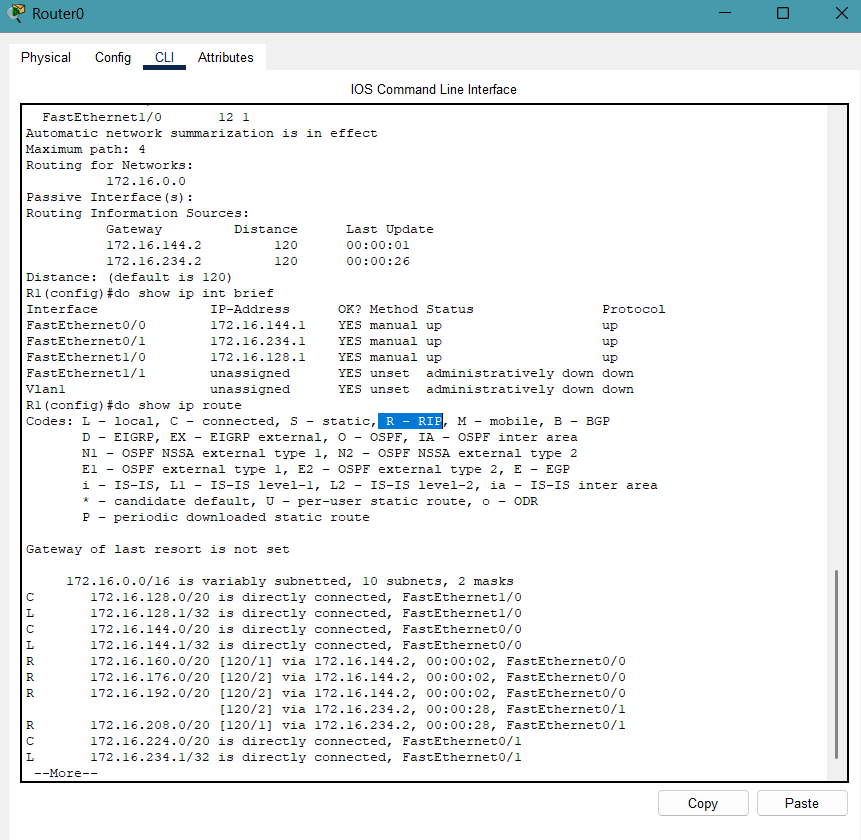 Router0
Physical Config CLI Attributes
IOS Command Line Interface
FastEthernet1/0 12 1
Automatic network summarization is in effect
Maximum path: 4
Routing for Networks:
172.16.0.0
Passive Interface(s):
Routing Information Sources:
Gateway Distance Last Update
172.16.144.2 120 00:00:01
172.16.234.2 120 00:00:26
Distance: (default is 120)
R1(config)#do show ip int brief
Interface IP-Address OK? Method Status Protocol
FastEthernet0/0 172.16.144.1 YES manual up up
FastEthernet0/1 172.16.234.1 YES manual up up
FastEthernet1/0 172.16.128.1 YES manual up up
FastEthernet1/1 unassigned YES unset administratively down down
Vlan1 unassigned YES unset administratively down down
R1(config)#do show ip route
Codes: L - local, C - connected, S - static, R - RIP, M - mobile, B - BGP
D - EIGRP, EX - EIGRP external, O - OSPF, IA - OSPF inter area
N1 - OSPF NSSA external type 1, N2 - OSPF NSSA external type 2
E1 - OSPF external type 1, E2 - OSPF external type 2, E - EGP
i - IS-IS, L1 - IS-IS level-1, L2 - IS-IS level-2, ia - IS-IS inter area
* - candidate default, U - per-user static route, o - ODR
P - periodic downloaded static route
Gateway of last resort is not set
172.16.0.0/16 is variably subnetted, 10 subnets, 2 masks
C 172.16.128.0/20 is directly connected, FastEthernet1/0
L 172.16.128.1/32 is directly connected, FastEthernet1/0
C 172.16.144.0/20 is directly connected, FastEthernet0/0
L 172.16.144.1/32 is directly connected, FastEthernet0/0
R 172.16.160.0/20 [120/1] via 172.16.144.2, 00:00:02, FastEthernet0/0
R 172.16.176.0/20 [120/2] via 172.16.144.2, 00:00:02, FastEthernet0/0
R 172.16.192.0/20 [120/2] via 172.16.144.2, 00:00:02, FastEthernet0/0
[120/2] via 172.16.234.2, 00:00:28, FastEthernet0/1
R 172.16.208.0/20 [120/1] via 172.16.234.2, 00:00:28, FastEthernet0/1
C 172.16.224.0/20 is directly connected, FastEthernet0/1
L 172.16.234.1/32 is directly connected, FastEthernet0/1
--More--
Copy Paste